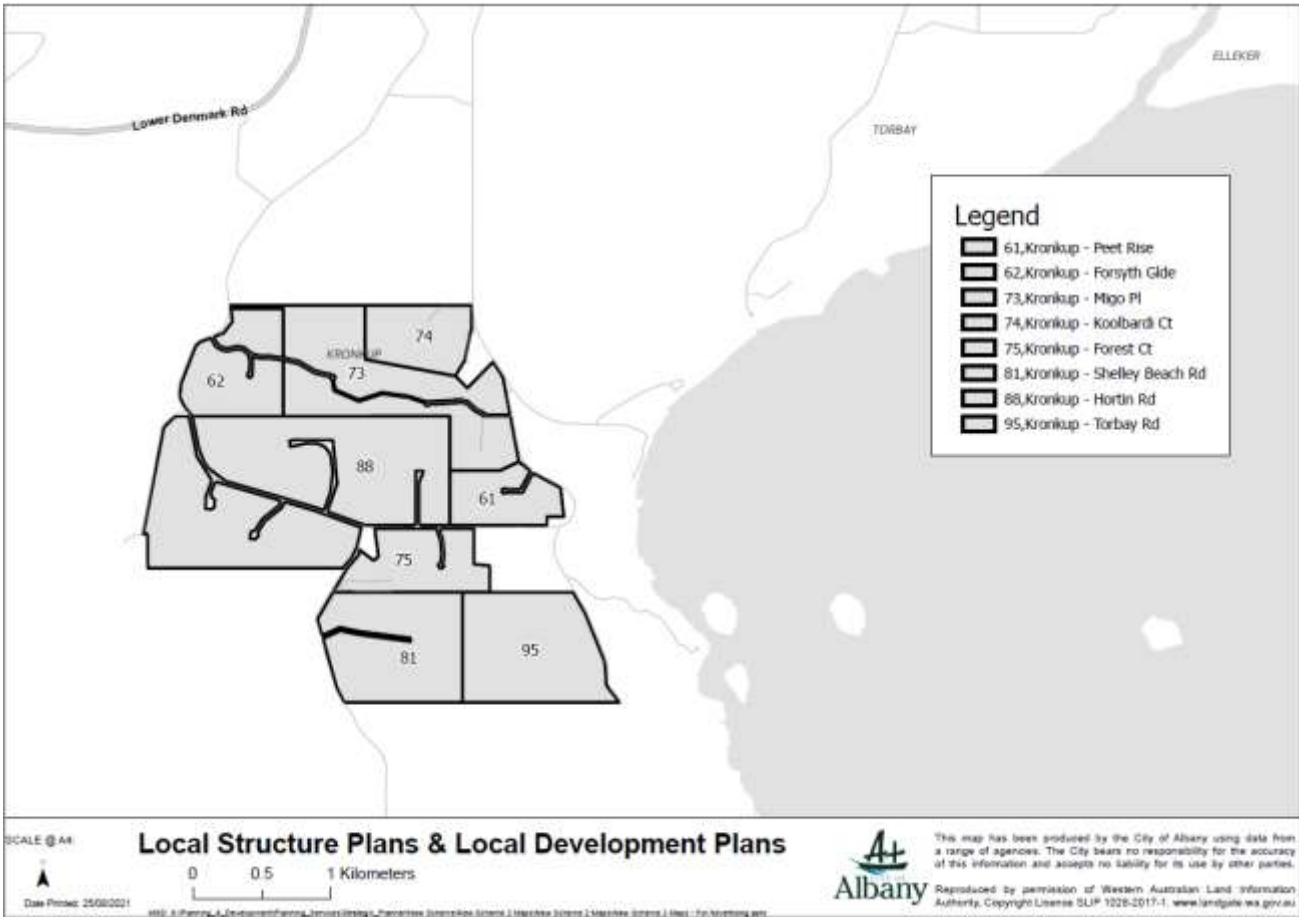 ELLEKER
Lower Denmark Rd
TORBAY
Legend
61,Kronkup - Peet Rise
62,Kronkup - Forsyth Glde
73,Kronkup - Migo Pl
74,Kronkup - Koolbardi Ct
75,Kronkup - Forest Ct
81,Kronkup - Shelley Beach Rd
88,Kronkup - Hortin Rd
95,Kronkup - Torbay Rd
74
KRONKUP
73
62
88
61
75
81
95
SCALE @ A4:
Local Structure Plans & Local Development Plans
0 0.5 1 Kilometers
Date Printed: 25/08/2021
City of
Albany
This map has been produced by the City of Albany using data from
a range of agencies. The City bears no responsibility for the accuracy
of this information and accepts no liability for its use by other parties.
Reproduced by permission of Western Australian Land Information
Authority, Copyright License SLIP 1028-2017-1. www.landgate.wa.gov.au